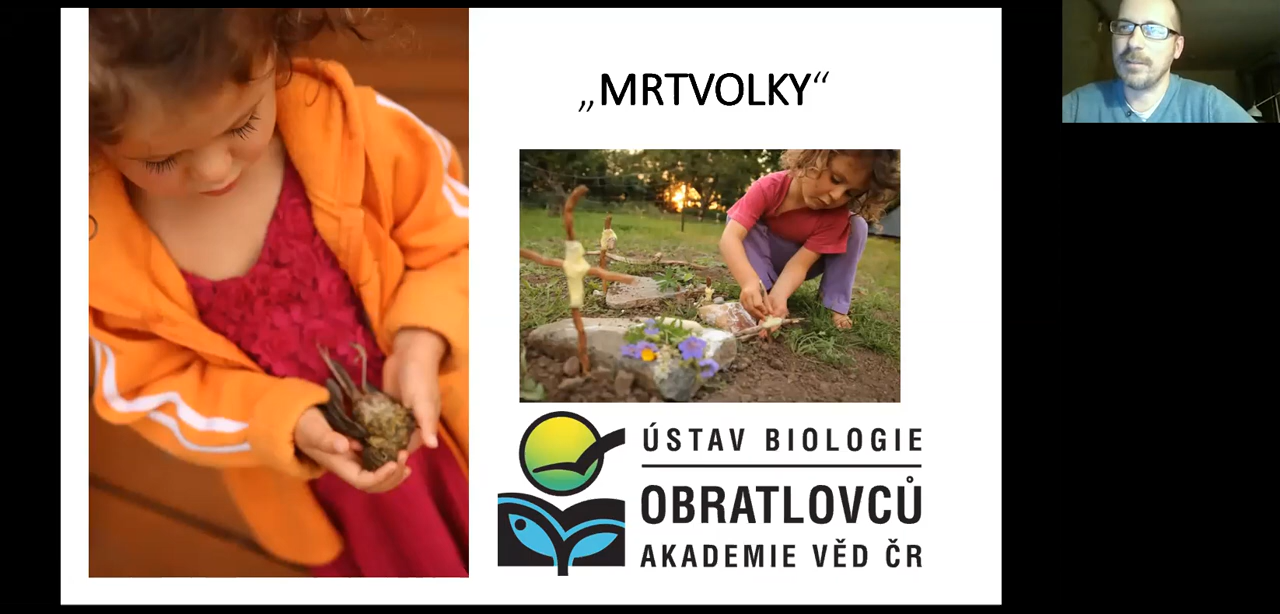 „MRTVOLKY“
ÚSTAV BIOLOGIE
OBRATLOVCŮ
AKADEMIE VĚD ČR